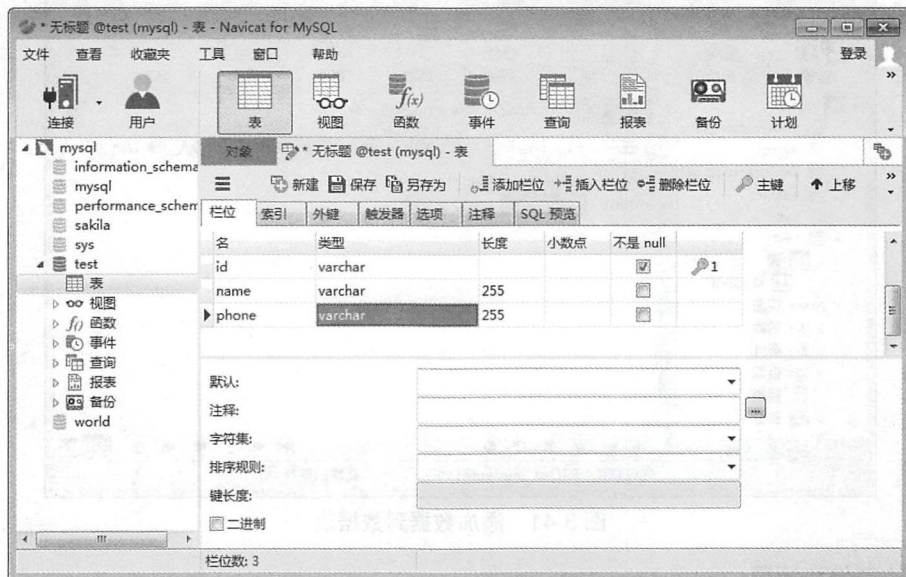 * 无标题 @test (mysql) - 表 - Navicat for MySQL
文件 查看 收藏夹 工具 窗口 帮助 登录
连接 用户 表 视图 函数 事件 查询 报表 备份 计划
mysql
information_schema
mysql
performance_schem
sakila
sys
test
表
视图
函数
事件
查询
报表
备份
world
对象 * 无标题 @test (mysql) - 表
新建 保存 另存为 添加栏位 插入栏位 删除栏位 主键 上移
栏位 索引 外键 触发器 选项 注释 SQL 预览
名 类型 长度 小数点 不是 null
id varchar 1
name varchar 255
phone varchar 255
默认:
注释:
字符集:
排序规则:
键长度:
二进制
栏位数: 3